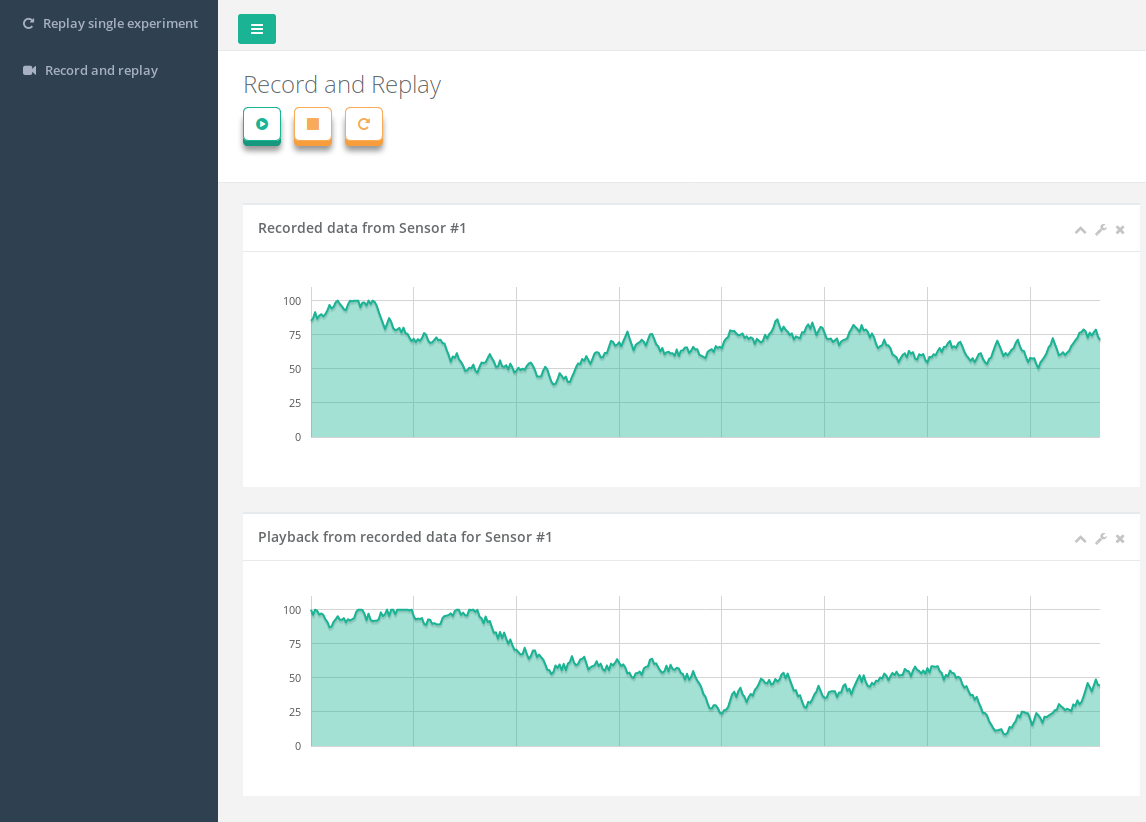 Replay single experiment
Record and replay
Record and Replay
Recorded data from Sensor #1
100
75
50
25
0
Playback from recorded data for Sensor #1
100
75
50
25
0